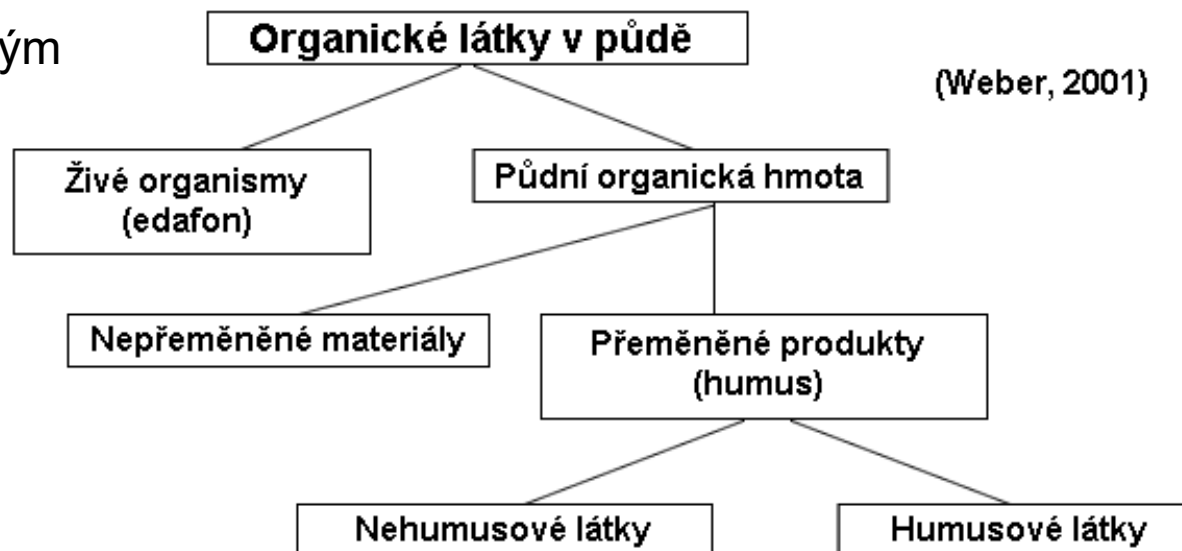 ým
Organické látky v půdě
(Weber, 2001)
Živé organismy
(edafon)
Půdní organická hmota
Nepřeměněné materiály
Přeměněné produkty
(humus)
Nehumusové látky
Humusové látky